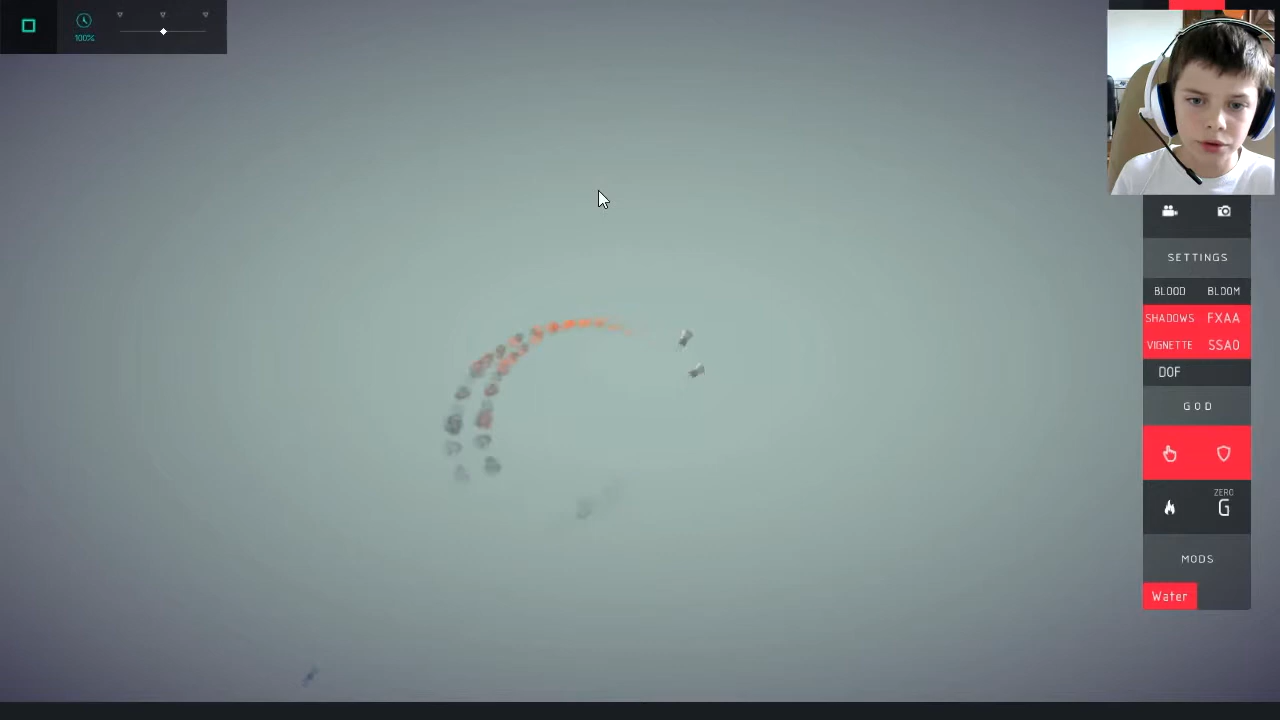 100%
SETTINGS
BLOOD BLOOM
SHADOWS FXAA
VIGNETTE SSAO
DOF
GOD
ZERO
G
MODS
Water